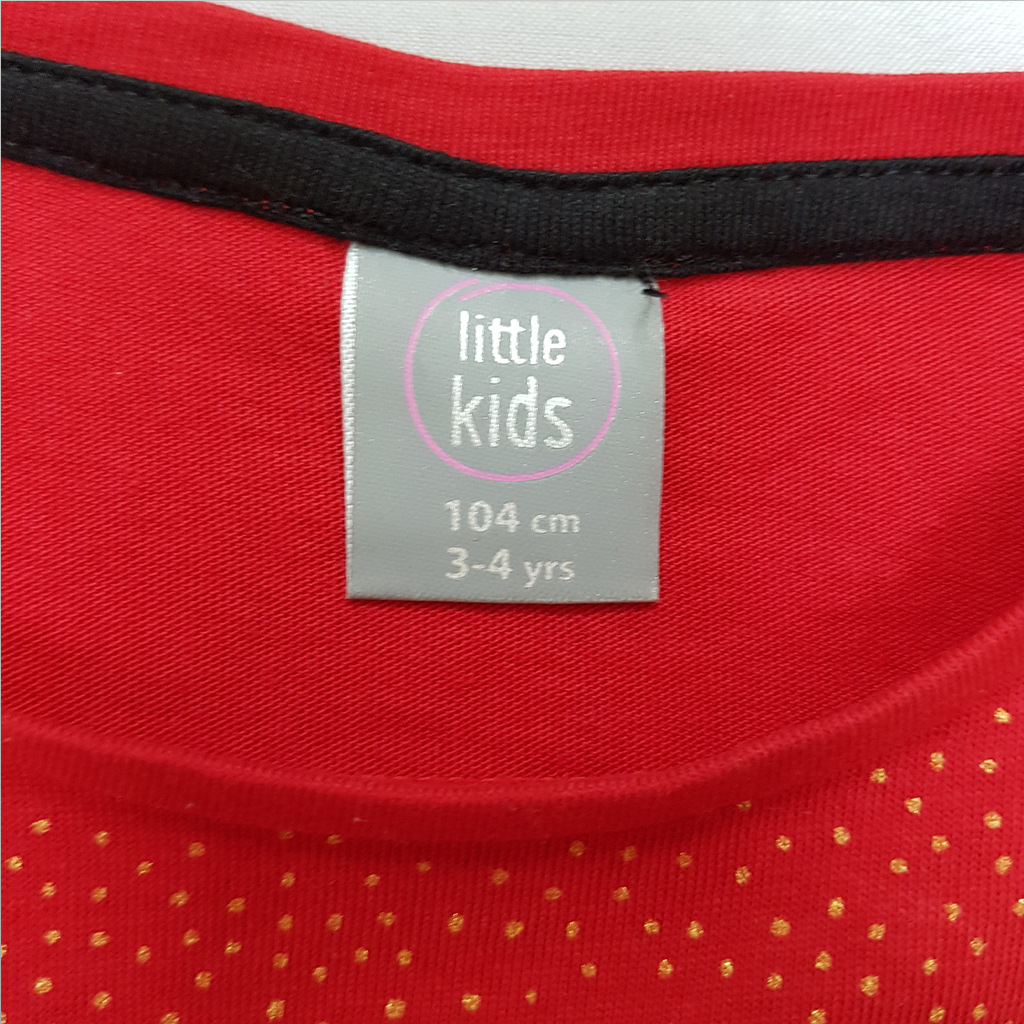 little
kids
104 cm
3-4 yrs